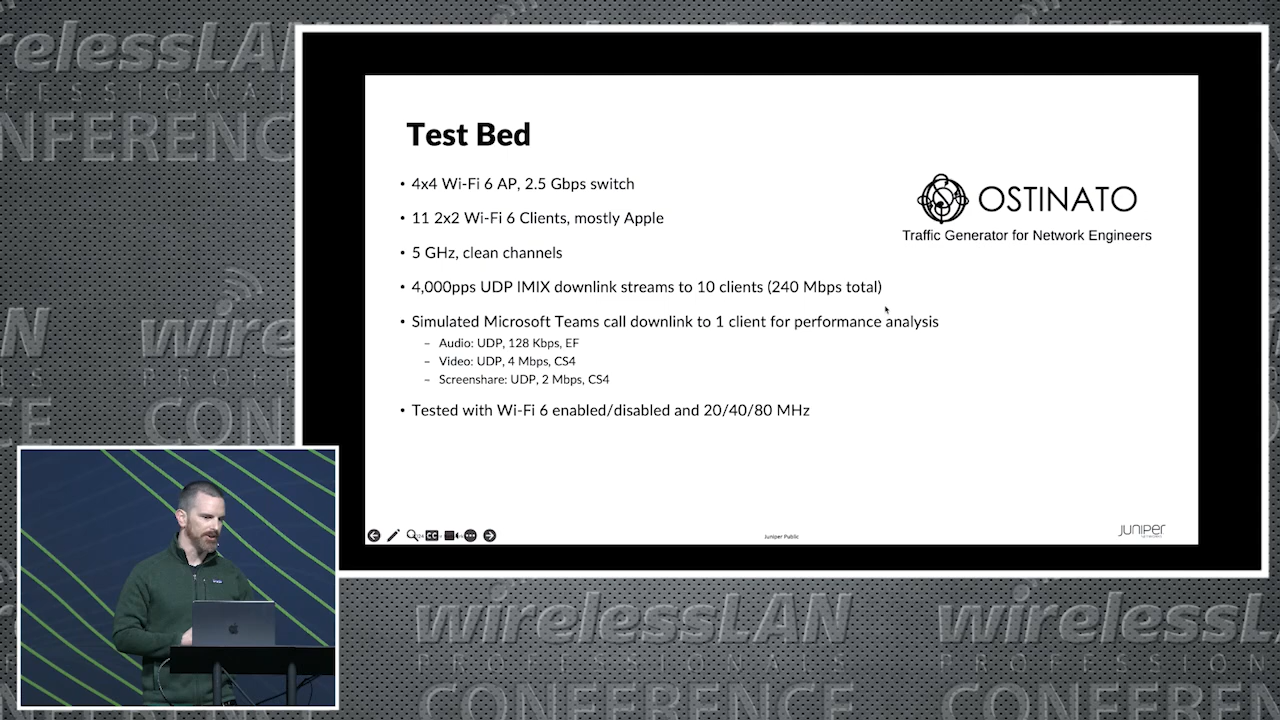 Test Bed
• 4x4 Wi-Fi 6 AP, 2.5 Gbps switch
• 11 2x2 Wi-Fi 6 Clients, mostly Apple
• 5 GHz, clean channels
• 4,000pps UDP IMIX downlink streams to 10 clients (240 Mbps total)
• Simulated Microsoft Teams call downlink to 1 client for performance analysis
– Audio: UDP, 128 Kbps, EF
– Video: UDP, 4 Mbps, CS4
– Screenshare: UDP, 2 Mbps, CS4
• Tested with Wi-Fi 6 enabled/disabled and 20/40/80 MHz
OSTINATO
Traffic Generator for Network Engineers
CC
Juniper Public
JUNIPEr
wirelessLAN
PROFESSIONALS
CONFERENCE